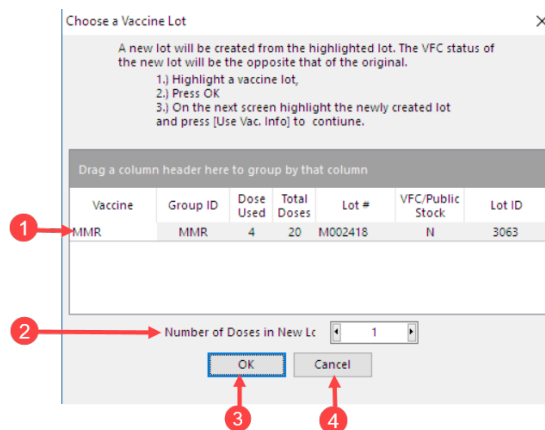 Choose a Vaccine Lot
A new lot will be created from the highlighted lot. The VFC status of
the new lot will be the opposite that of the original.
1.) Highlight a vaccine lot,
2.) Press OK
3.) On the next screen highlight the newly created lot
and press [Use Vac. Info] to contiune.
Drag a column header here to group by that column
Vaccine Group ID Dose Used Total Doses Lot # VFC/Public Stock Lot ID
1 MMR MMR 4 20 M002418 N 3063
2 Number of Doses in New Lc 1
OK Cancel
3 4